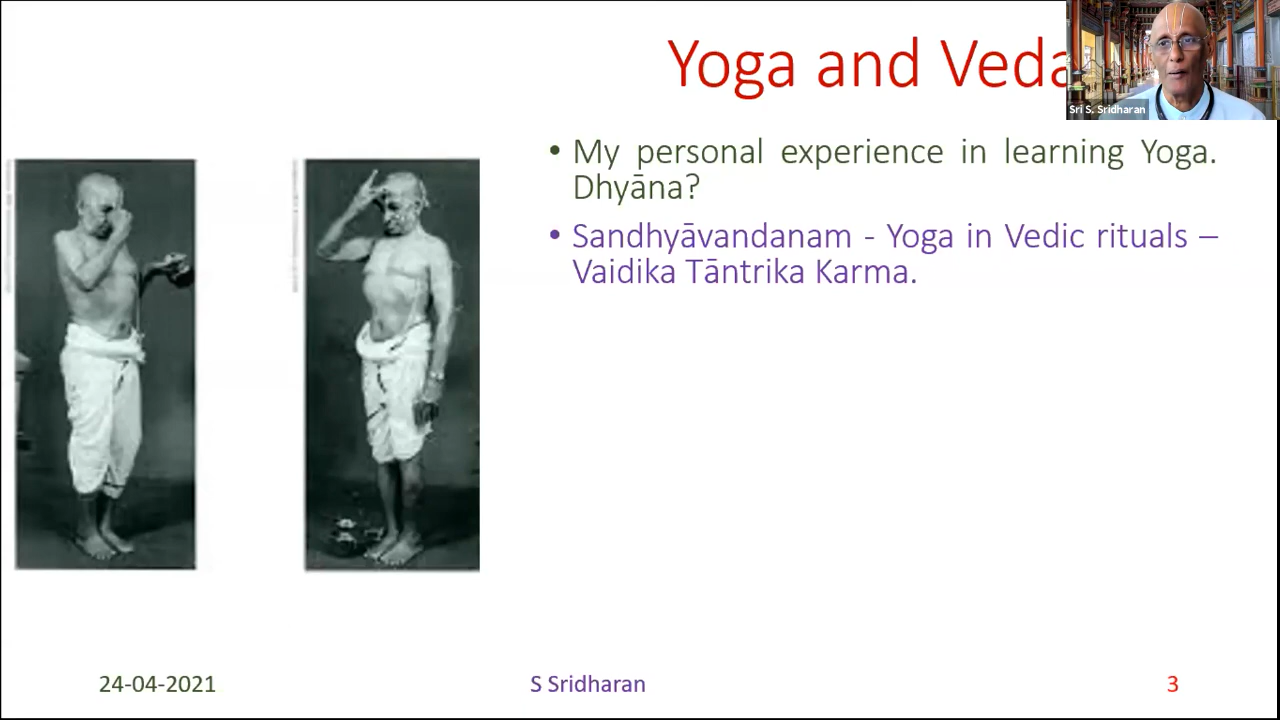 Yoga and Veda
Sri S. Sridharan
• My personal experience in learning Yoga.
Dhyāna?
• Sandhyāvandanam - Yoga in Vedic rituals –
Vaidika Tāntrika Karma.
24-04-2021
S Sridharan
3